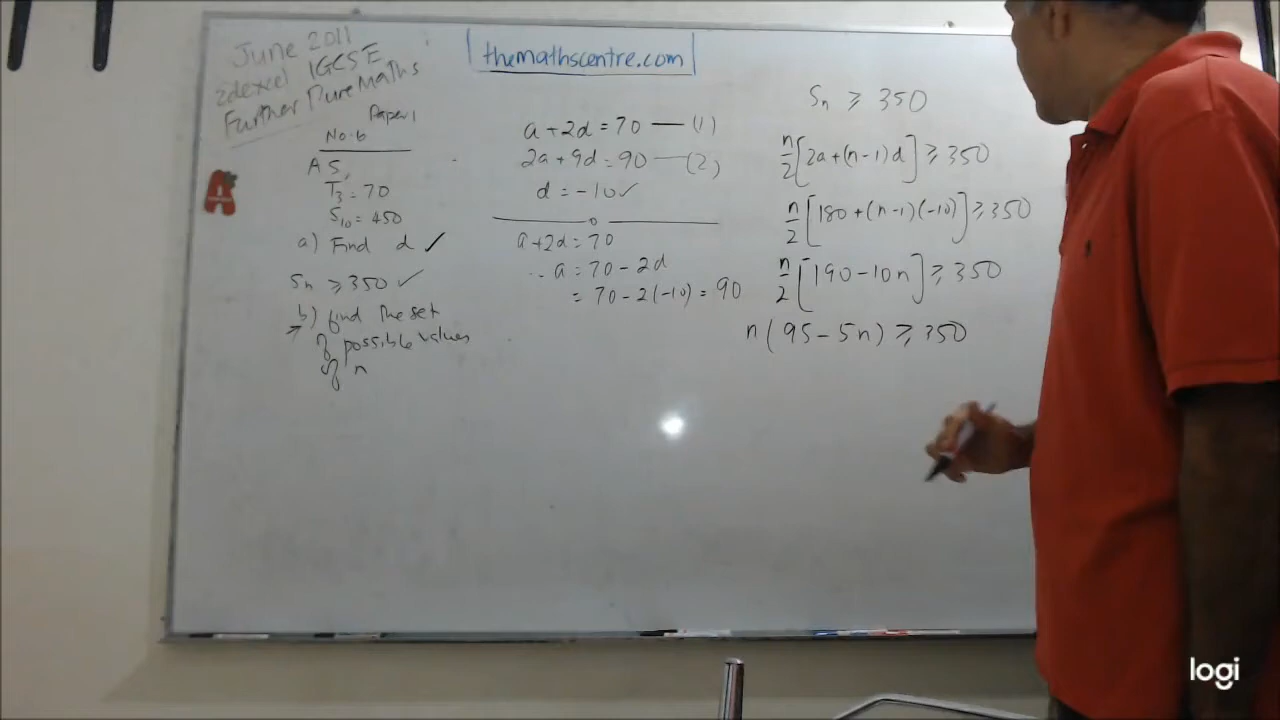 June 2011
Edexcel IGCSE
Further Pure Maths
Paper 1
No. 6
A S,
T₃ = 70
S₁₀ = 450
a) Find d ✓
Sn ⩾ 350 ✓
b) find the set
of possible values
of n
themathscentre.com
a + 2d = 70 — (1)
2a + 9d = 90 — (2)
d = -10 ✓
a + 2d = 70
∴ a = 70 - 2d
= 70 - 2(-10) = 90
Sn ⩾ 350
n/2 [2a + (n-1)d] ⩾ 350
n/2 [180 + (n-1)(-10)] ⩾ 350
n/2 [190 - 10n] ⩾ 350
n (95 - 5n) ⩾ 350
A
logi